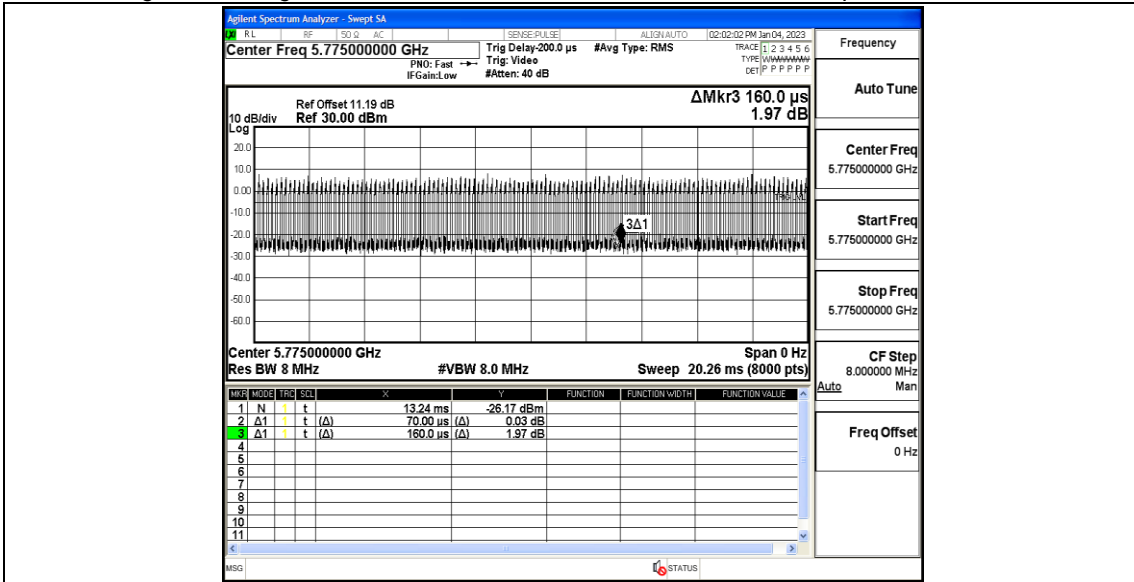 Agilent Spectrum Analyzer - Swept SA
RL RF 50 Ω AC SENSE:PULSE ALIGNAUTO 02:02:02 PM Jan 04, 2023
Center Freq 5.775000000 GHz
PNO: Fast
IFGain:Low
Trig Delay-200.0 µs
Trig: Video
#Atten: 40 dB
#Avg Type: RMS
TRACE 1 2 3 4 5 6
TYPE
DET P P P P P P
ΔMkr3 160.0 µs
1.97 dB
Ref Offset 11.19 dB
10 dB/div Ref 30.00 dBm
Log
20.0
10.0
0.00
TRIG LVL
-10.0
3Δ1
-20.0
-30.0
-40.0
-50.0
-60.0
Center 5.775000000 GHz Span 0 Hz
Res BW 8 MHz #VBW 8.0 MHz Sweep 20.26 ms (8000 pts)
MKR MODE TRC SCL X Y FUNCTION FUNCTION WIDTH FUNCTION VALUE
1 N 1 t 13.24 ms -26.17 dBm
2 Δ1 1 t (Δ) 70.00 µs (Δ) 0.03 dB
3 Δ1 1 t (Δ) 160.0 µs (Δ) 1.97 dB
4
5
6
7
8
9
10
11
MSG STATUS
Frequency
Auto Tune
Center Freq
5.775000000 GHz
Start Freq
5.775000000 GHz
Stop Freq
5.775000000 GHz
CF Step
8.000000 MHz
Auto Man
Freq Offset
0 Hz